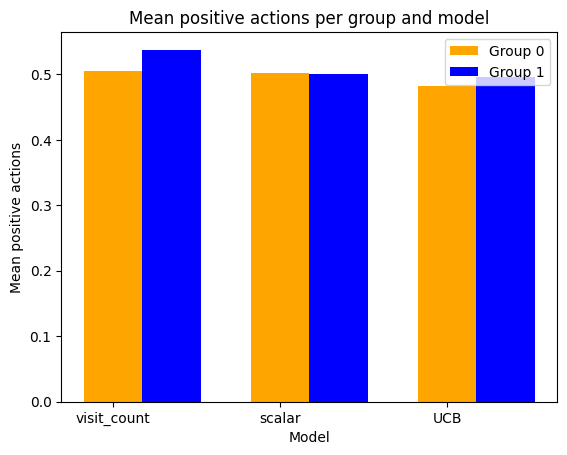 Mean positive actions per group and model
Group 0
Group 1
Mean positive actions
0.5
0.4
0.3
0.2
0.1
0.0
visit_count
scalar
UCB
Model